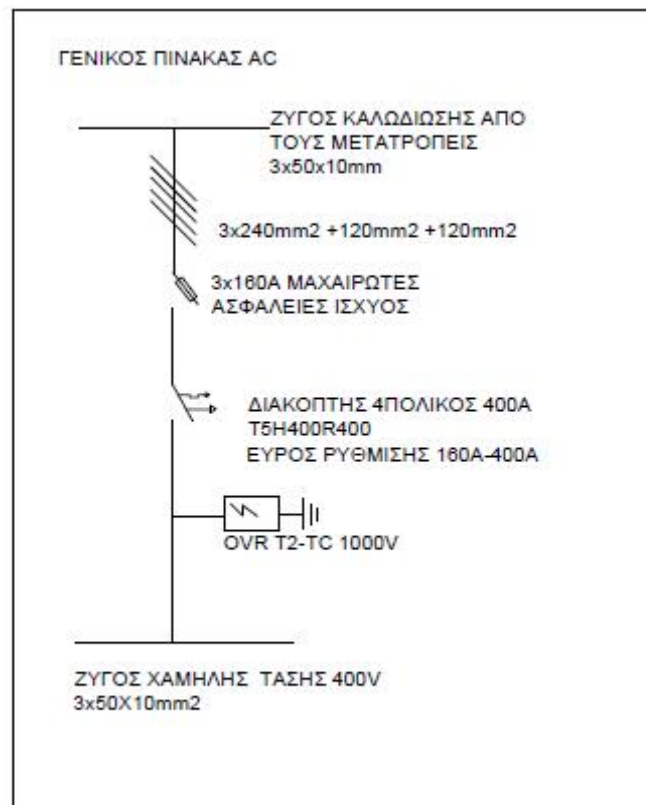 ΓΕΝΙΚΟΣ ΠΙΝΑΚΑΣ AC
ΖΥΓΟΣ ΚΑΛΩΔΙΩΣΗΣ ΑΠΟ
ΤΟΥΣ ΜΕΤΑΤΡΟΠΕΙΣ
3x50x10mm
3x240mm2 +120mm2 +120mm2
3x160A ΜΑΧΑΙΡΩΤΕΣ
ΑΣΦΑΛΕΙΕΣ ΙΣΧΥΟΣ
ΔΙΑΚΟΠΤΗΣ 4ΠΟΛΙΚΟΣ 400A
T5H400R400
ΕΥΡΟΣ ΡΥΘΜΙΣΗΣ 160A-400A
OVR T2-TC 1000V
ΖΥΓΟΣ ΧΑΜΗΛΗΣ ΤΑΣΗΣ 400V
3x50X10mm2